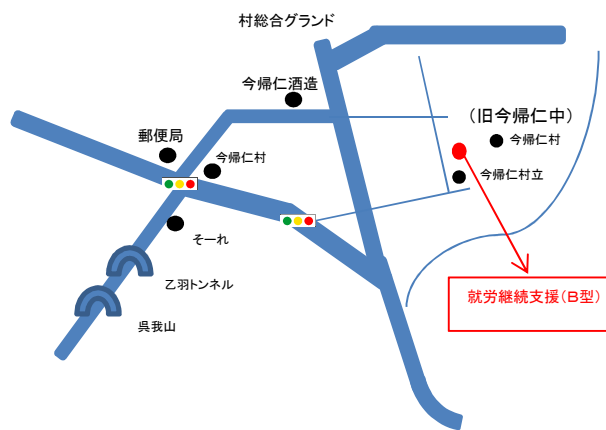 村総合グランド
今帰仁酒造
(旧今帰仁中)
郵便局
今帰仁村
今帰仁村
今帰仁村立
そーれ
乙羽トンネル
就労継続支援(B型)
呉我山